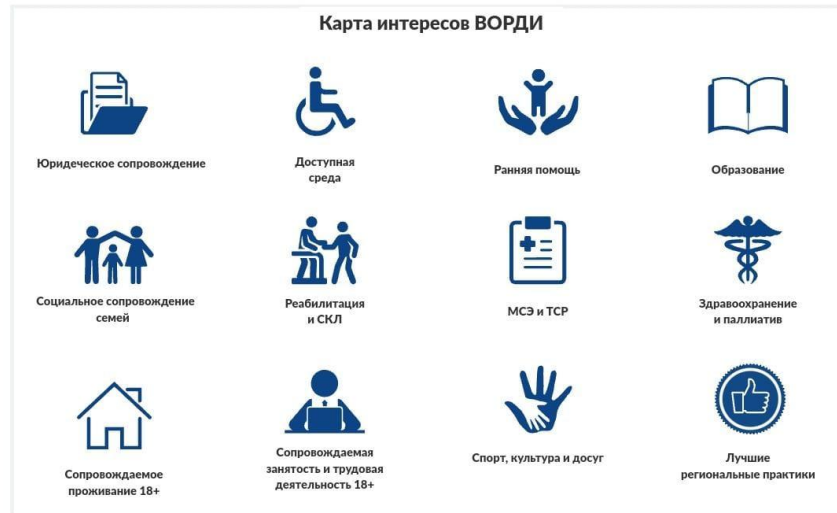 Карта интересов ВОРДИ
Юридеческое сопровождение
Доступная
среда
Ранняя помощь
Образование
Социальное сопровождение
семей
Реабилитация
и СКЛ
МСЭ и ТСР
Здравоохранение
и паллиатив
Сопровождаемое
проживание 18+
Сопровождаемая
занятость и трудовая
деятельность 18+
Спорт, культура и досуг
Лучшие
региональные практики